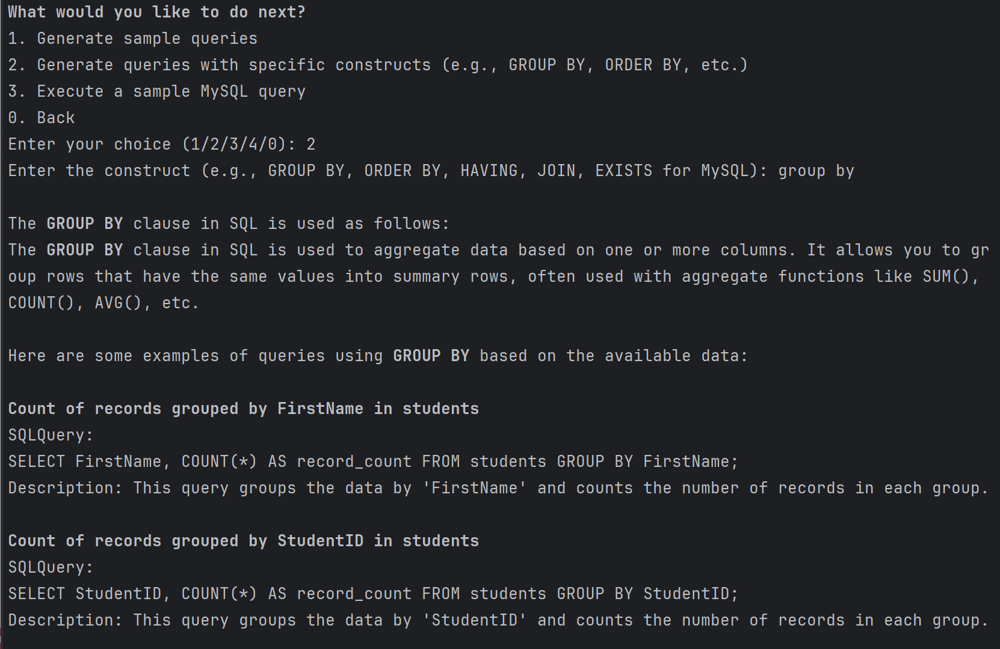 What would you like to do next?
1. Generate sample queries
2. Generate queries with specific constructs (e.g., GROUP BY, ORDER BY, etc.)
3. Execute a sample MySQL query
0. Back
Enter your choice (1/2/3/4/0): 2
Enter the construct (e.g., GROUP BY, ORDER BY, HAVING, JOIN, EXISTS for MySQL): group by
The GROUP BY clause in SQL is used as follows:
The GROUP BY clause in SQL is used to aggregate data based on one or more columns. It allows you to gr
oup rows that have the same values into summary rows, often used with aggregate functions like SUM(),
COUNT(), AVG(), etc.
Here are some examples of queries using GROUP BY based on the available data:
Count of records grouped by FirstName in students
SQLQuery:
SELECT FirstName, COUNT(*) AS record_count FROM students GROUP BY FirstName;
Description: This query groups the data by 'FirstName' and counts the number of records in each group.
Count of records grouped by StudentID in students
SQLQuery:
SELECT StudentID, COUNT(*) AS record_count FROM students GROUP BY StudentID;
Description: This query groups the data by 'StudentID' and counts the number of records in each group.